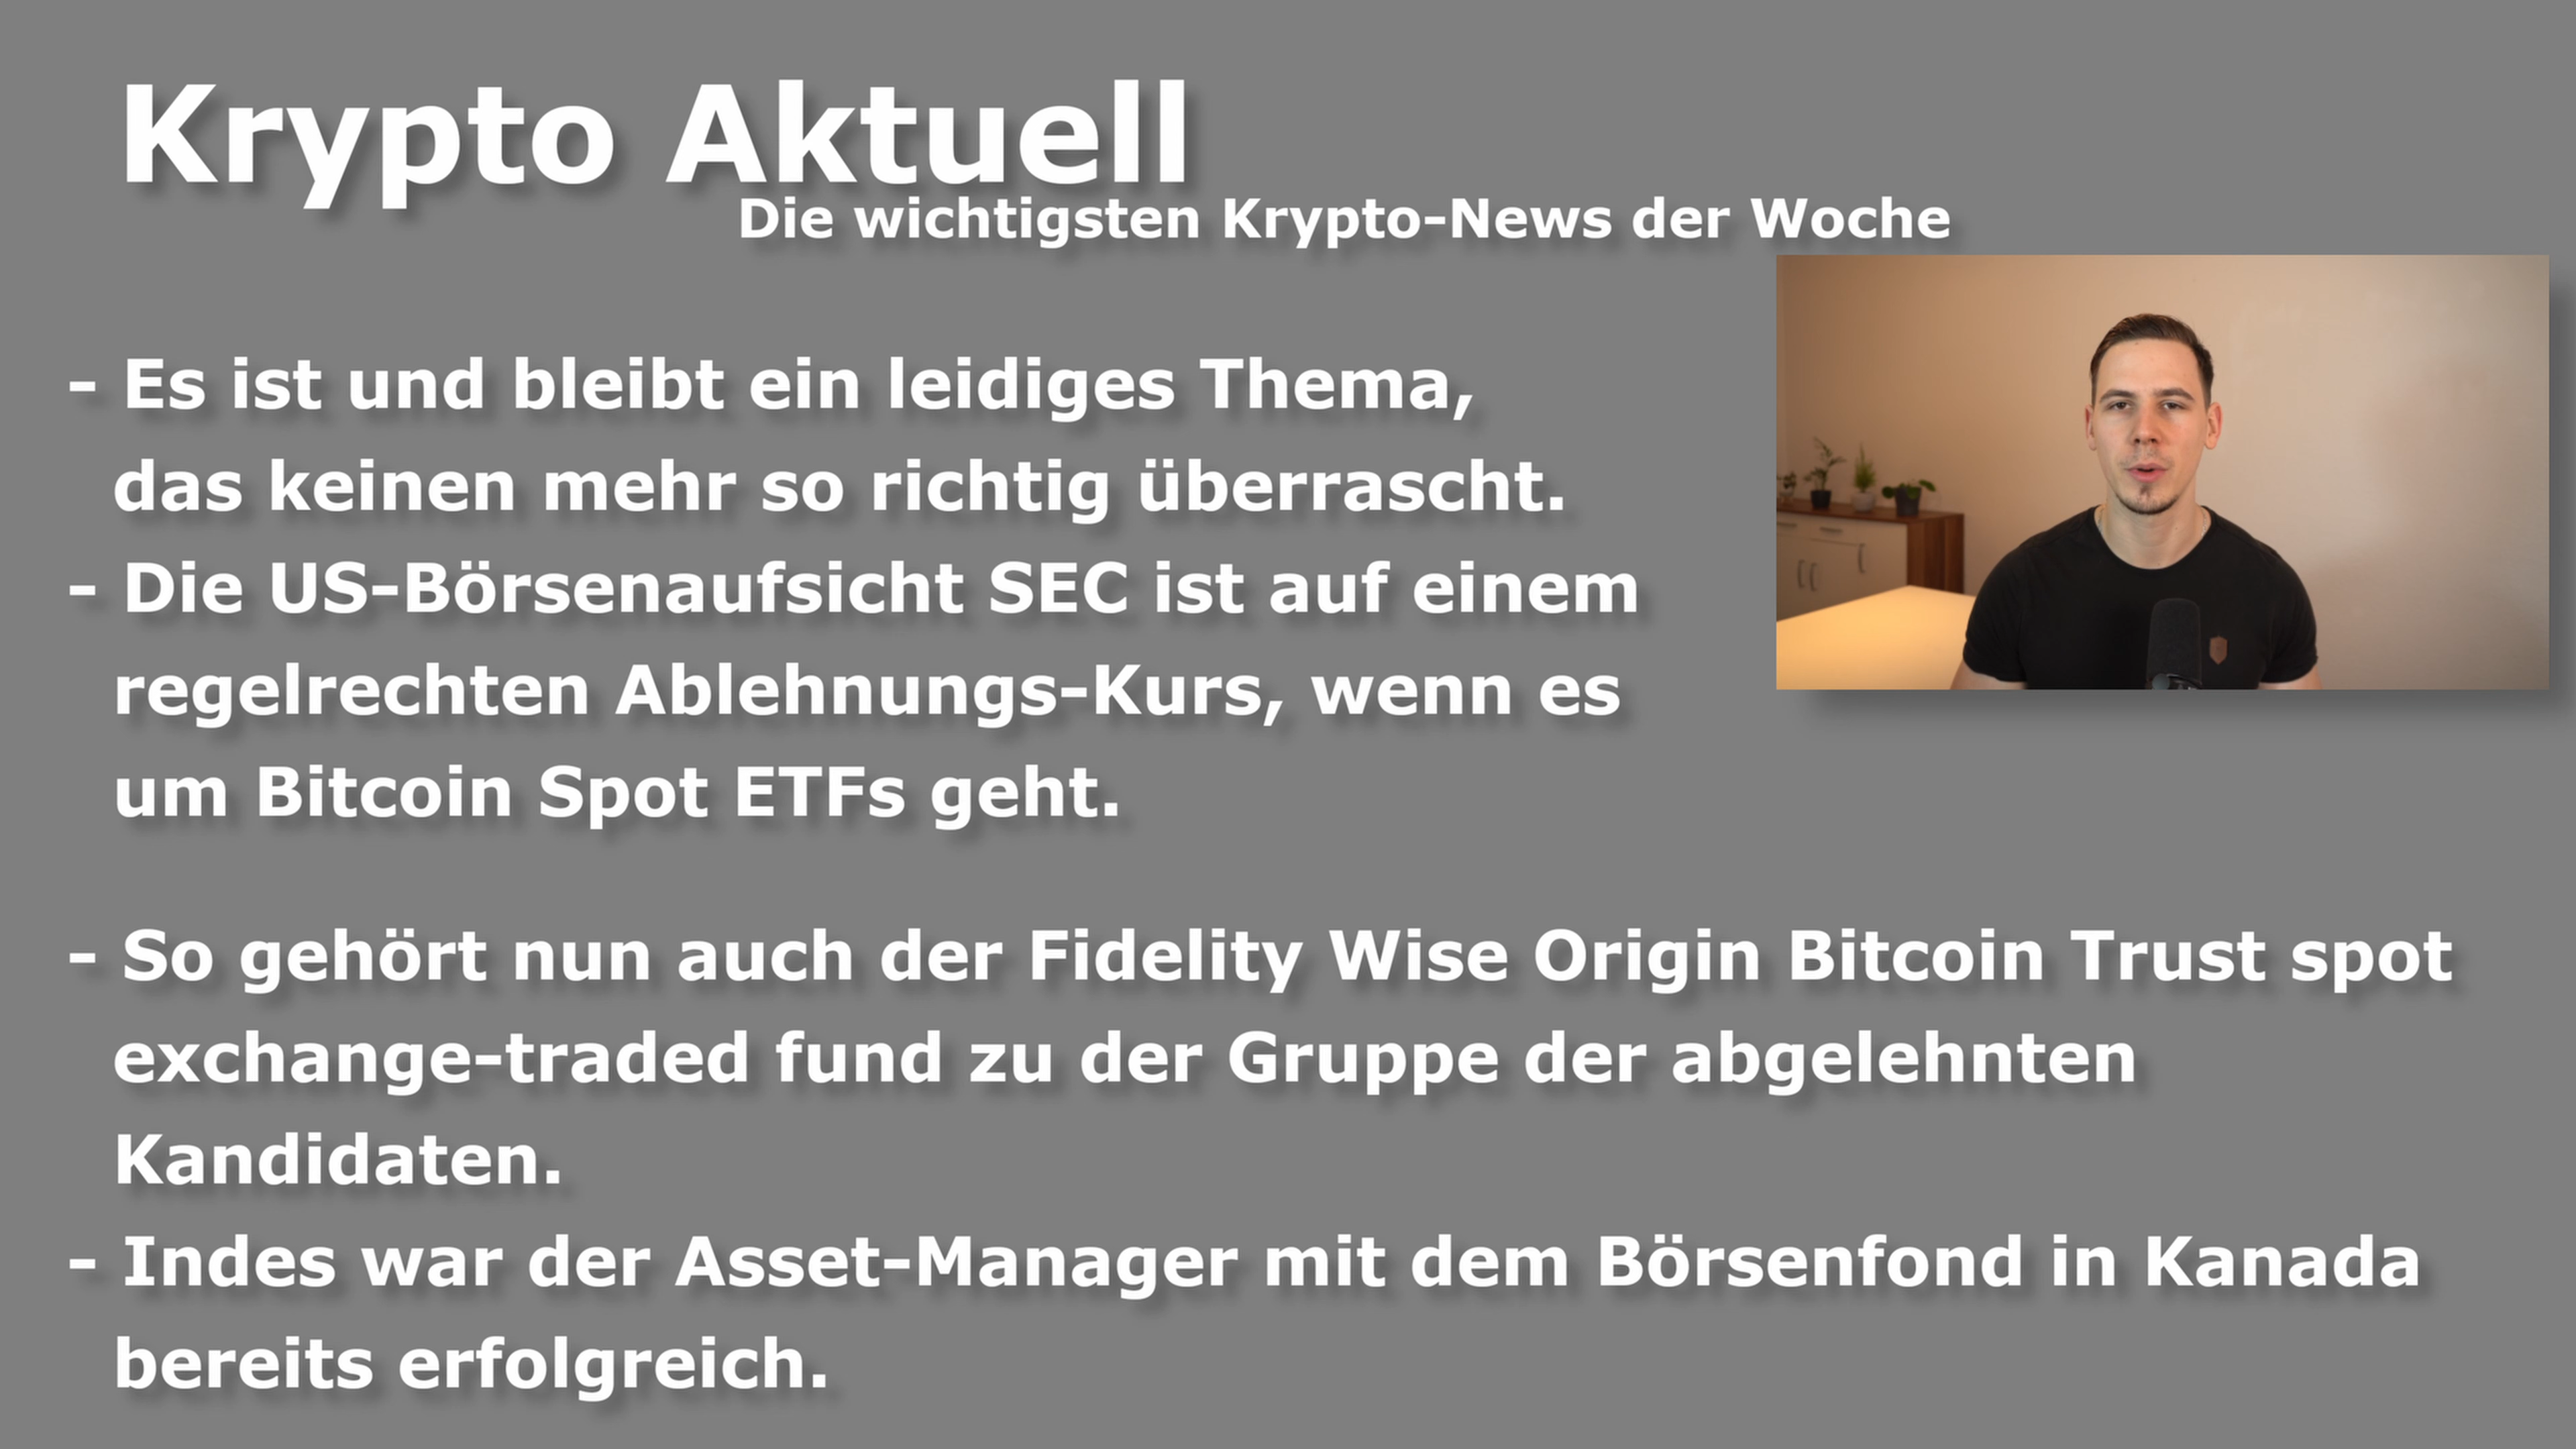 Krypto Aktuell
Die wichtigsten Krypto-News der Woche
- Es ist und bleibt ein leidiges Thema,
das keinen mehr so richtig überrascht.
- Die US-Börsenaufsicht SEC ist auf einem
regelrechten Ablehnungs-Kurs, wenn es
um Bitcoin Spot ETFs geht.
- So gehört nun auch der Fidelity Wise Origin Bitcoin Trust spot
exchange-traded fund zu der Gruppe der abgelehnten
Kandidaten.
- Indes war der Asset-Manager mit dem Börsenfond in Kanada
bereits erfolgreich.